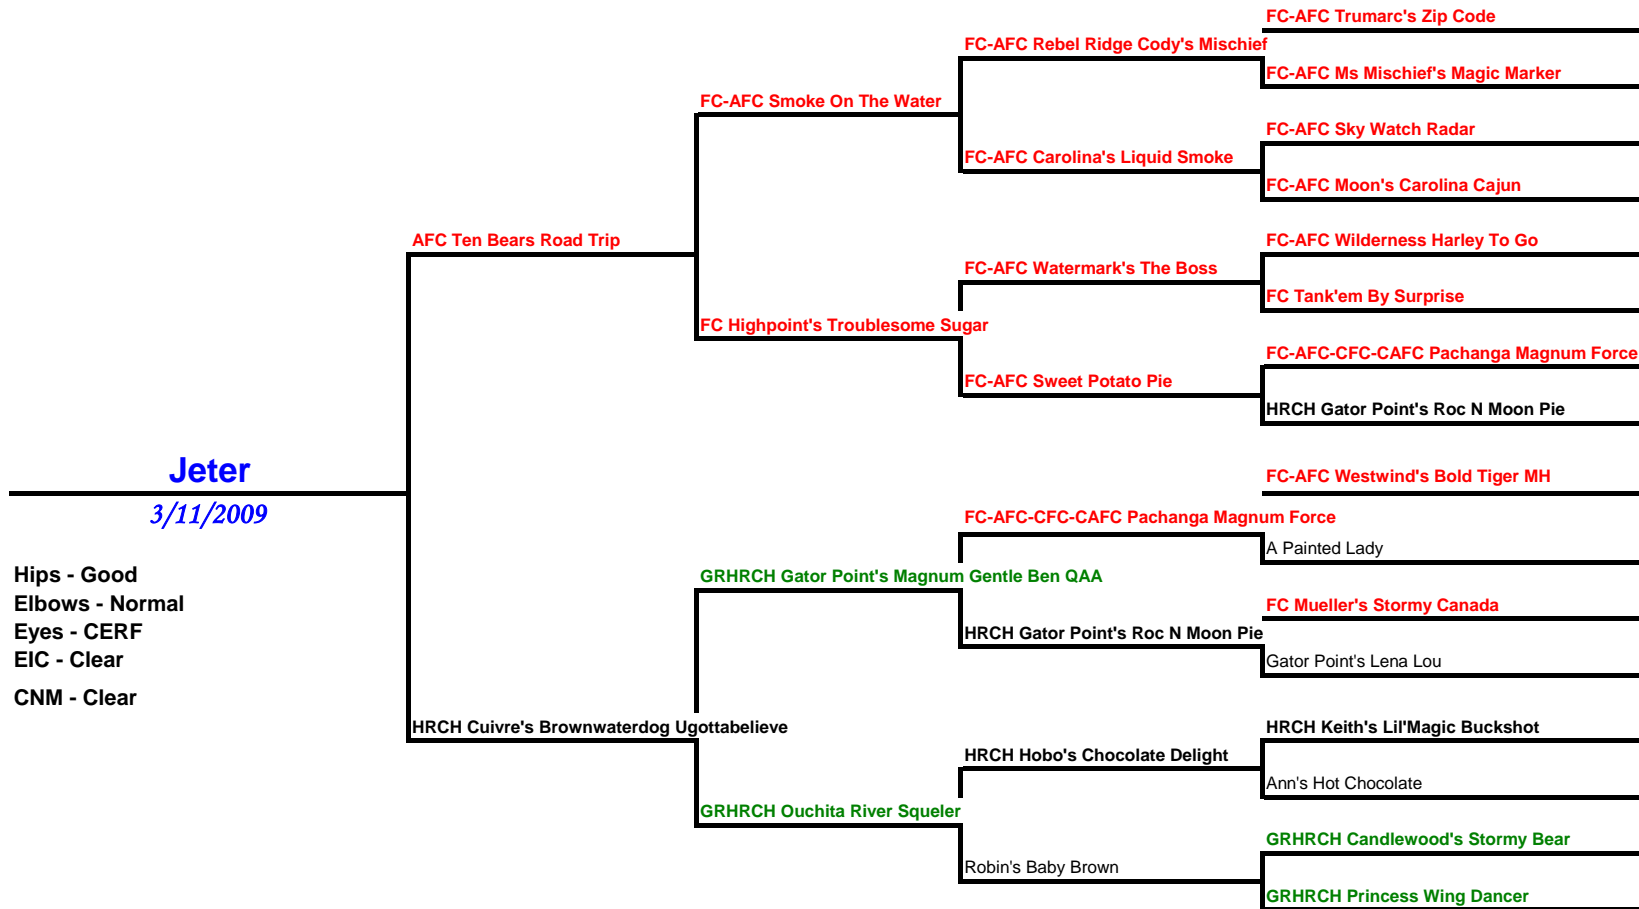 Jeter
3/11/2009
Hips - Good
Elbows - Normal
Eyes - CERF
EIC - Clear
CNM - Clear
AFC Ten Bears Road Trip
HRCH Cuivre's Brownwaterdog Ugottabelieve
FC-AFC Smoke On The Water
FC Highpoint's Troublesome Sugar
GRHRCH Gator Point's Magnum Gentle Ben QAA
GRHRCH Ouchita River Squeler
FC-AFC Rebel Ridge Cody's Mischief
FC-AFC Carolina's Liquid Smoke
FC-AFC Watermark's The Boss
FC-AFC Sweet Potato Pie
FC-AFC-CFC-CAFC Pachanga Magnum Force
HRCH Gator Point's Roc N Moon Pie
HRCH Hobo's Chocolate Delight
Robin's Baby Brown
FC-AFC Trumarc's Zip Code
FC-AFC Ms Mischief's Magic Marker
FC-AFC Sky Watch Radar
FC-AFC Moon's Carolina Cajun
FC-AFC Wilderness Harley To Go
FC Tank'em By Surprise
FC-AFC-CFC-CAFC Pachanga Magnum Force
HRCH Gator Point's Roc N Moon Pie
FC-AFC Westwind's Bold Tiger MH
A Painted Lady
FC Mueller's Stormy Canada
Gator Point's Lena Lou
HRCH Keith's Lil'Magic Buckshot
Ann's Hot Chocolate
GRHRCH Candlewood's Stormy Bear
GRHRCH Princess Wing Dancer